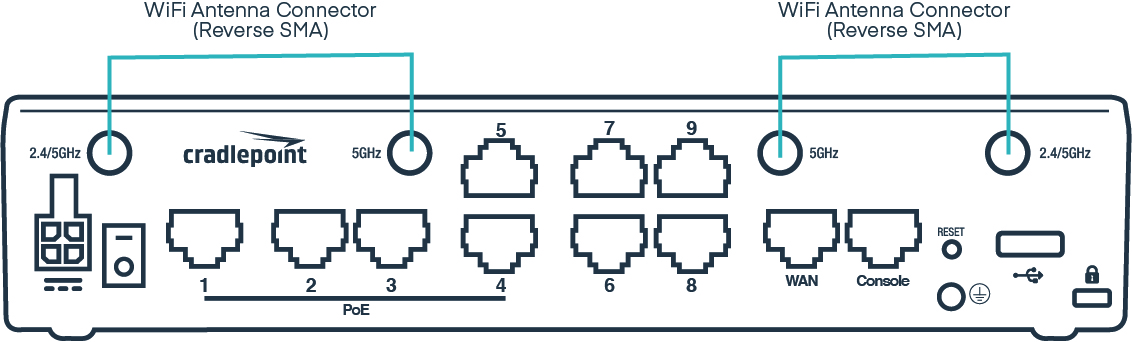 WiFi Antenna Connector
(Reverse SMA)
WiFi Antenna Connector
(Reverse SMA)
2.4/5GHz
cradlepoint
5GHz
5
7
9
5GHz
2.4/5GHz
RESET
1
2
3
4
6
8
WAN
Console
PoE